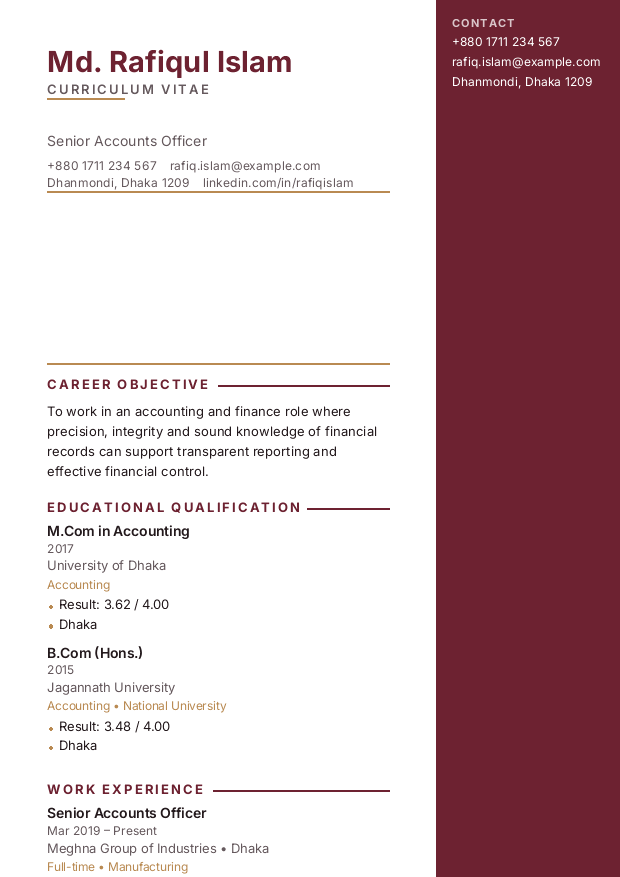 Md. Rafiqul Islam
CURRICULUM VITAE
Senior Accounts Officer
+880 1711 234 567 rafiq.islam@example.com
Dhanmondi, Dhaka 1209 linkedin.com/in/rafiqislam
CAREER OBJECTIVE
To work in an accounting and finance role where
precision, integrity and sound knowledge of financial
records can support transparent reporting and
effective financial control.
EDUCATIONAL QUALIFICATION
M.Com in Accounting
2017
University of Dhaka
Accounting
• Result: 3.62 / 4.00
• Dhaka
B.Com (Hons.)
2015
Jagannath University
Accounting • National University
• Result: 3.48 / 4.00
• Dhaka
WORK EXPERIENCE
Senior Accounts Officer
Mar 2019 – Present
Meghna Group of Industries • Dhaka
Full-time • Manufacturing
CONTACT
+880 1711 234 567
rafiq.islam@example.com
Dhanmondi, Dhaka 1209